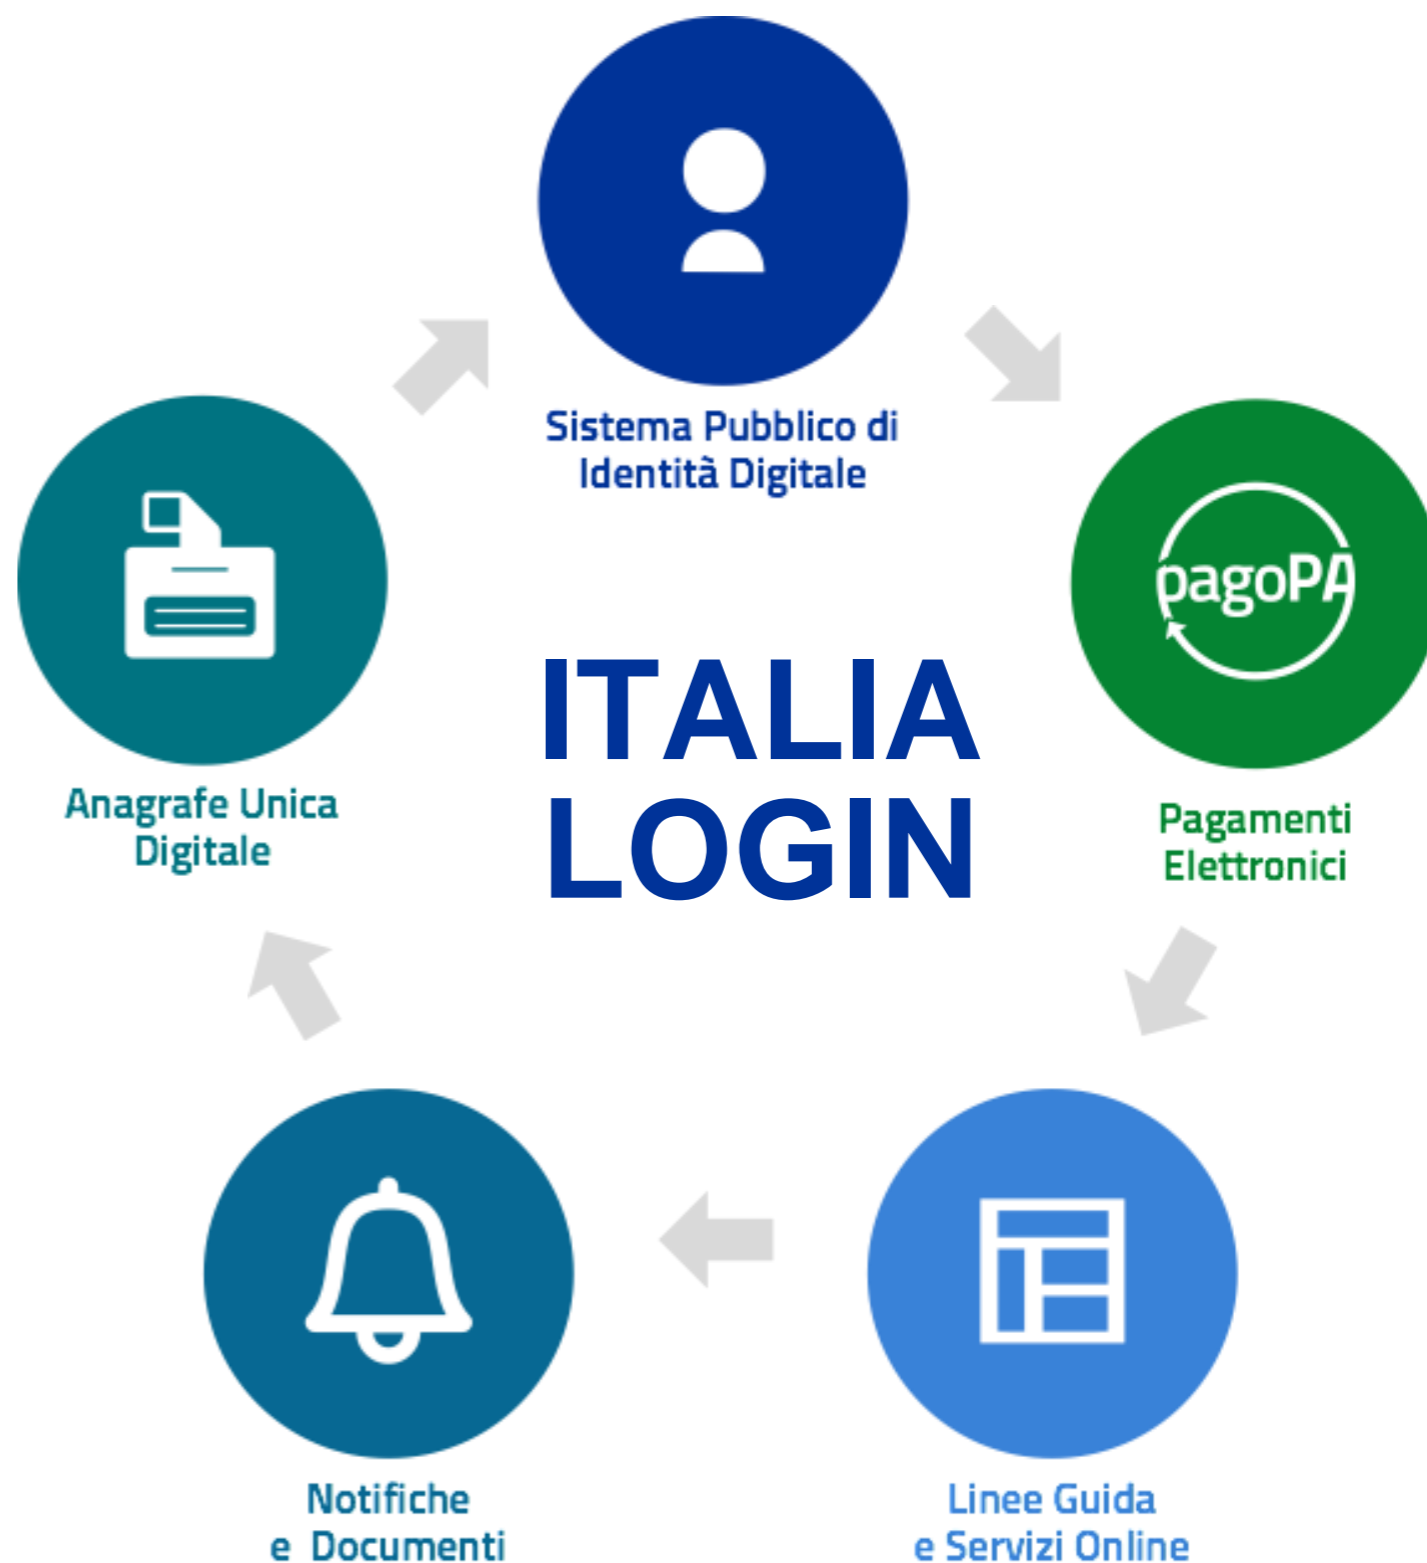 Sistema Pubblico di
Identità Digitale
pagoPA
Pagamenti
Elettronici
Linee Guida
e Servizi Online
Notifiche
e Documenti
Anagrafe Unica
Digitale
ITALIA
LOGIN